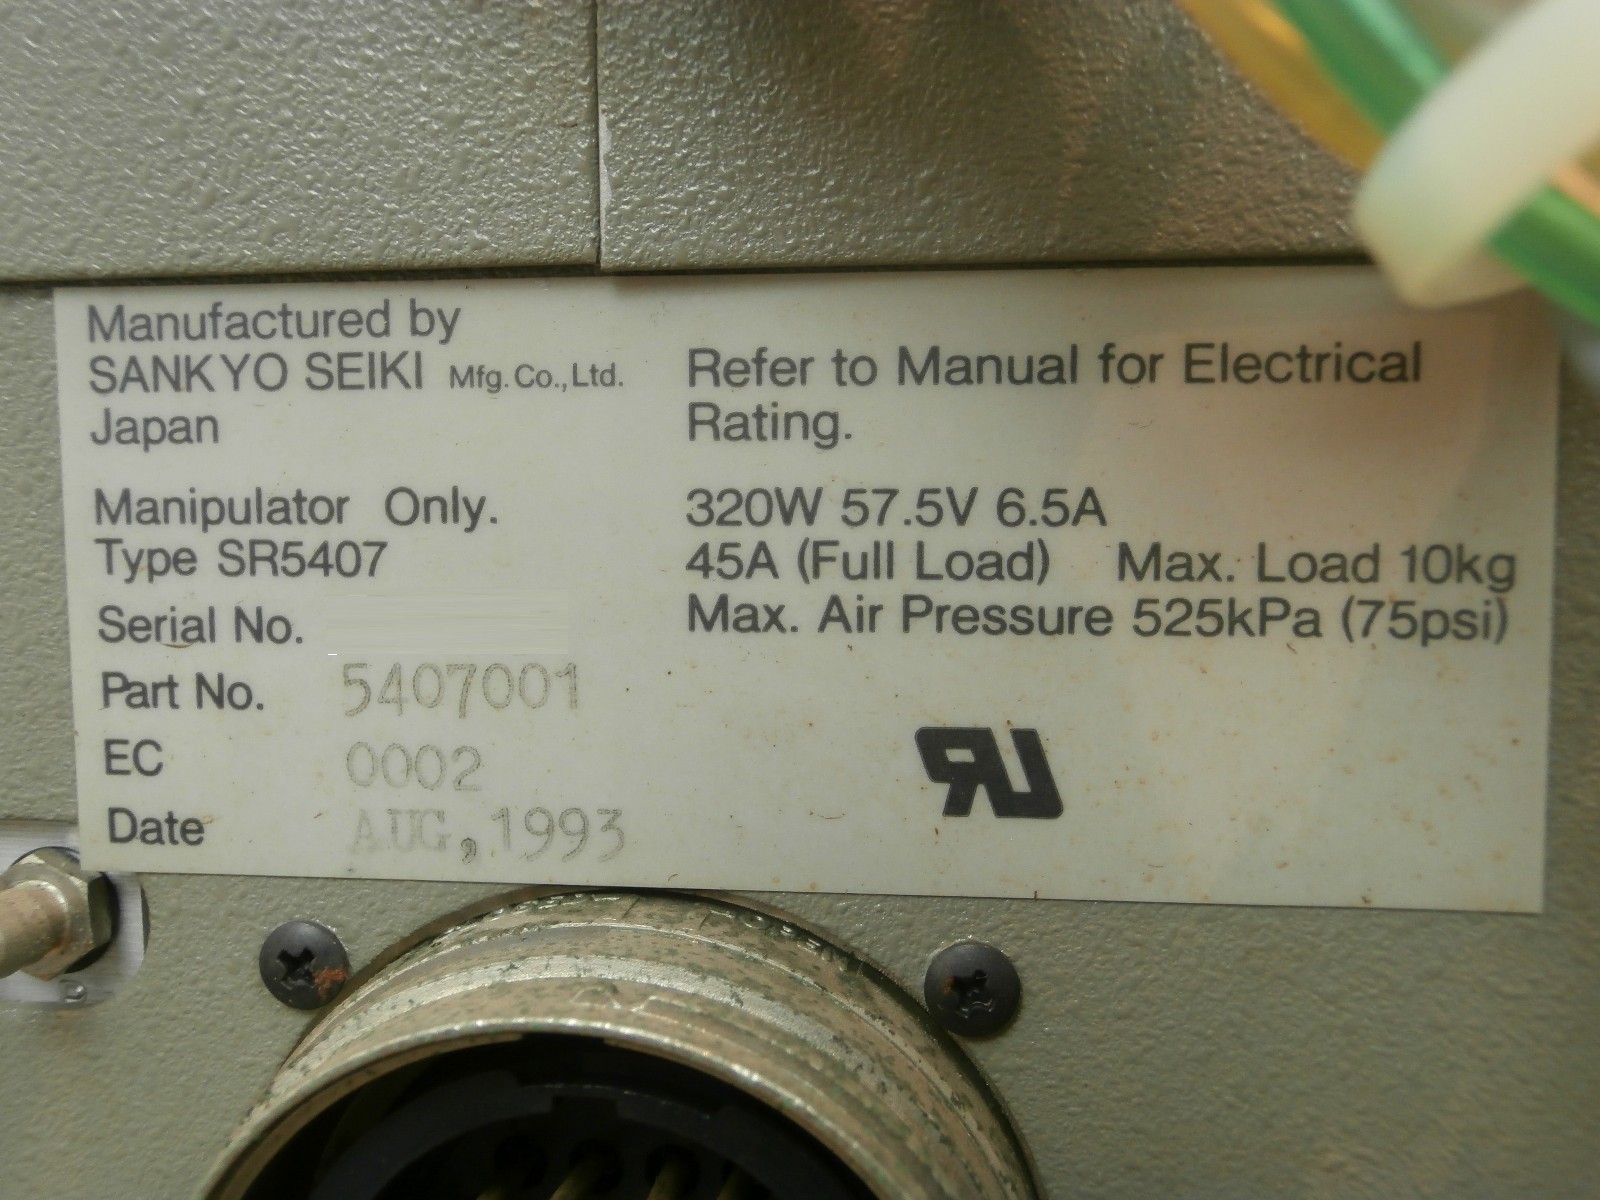 Manufactured by
SANKYO SEIKI Mfg. Co., Ltd.
Japan
Manipulator Only.
Type SR5407
Serial No.
Part No. 5407001
EC 0002
Date AUG, 1993
Refer to Manual for Electrical
Rating.
320W 57.5V 6.5A
45A (Full Load) Max. Load 10kg
Max. Air Pressure 525kPa (75psi)